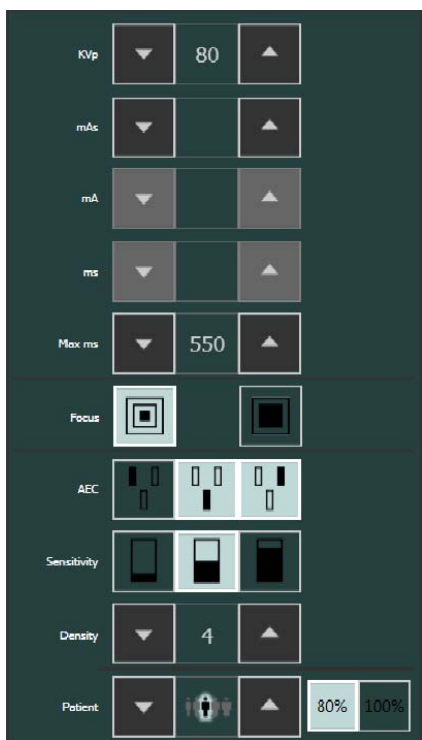 KVp 80
mAs
mA
ms
Max ms 550
Focus
AEC
Sensitivity
Density 4
Patient 80% 100%